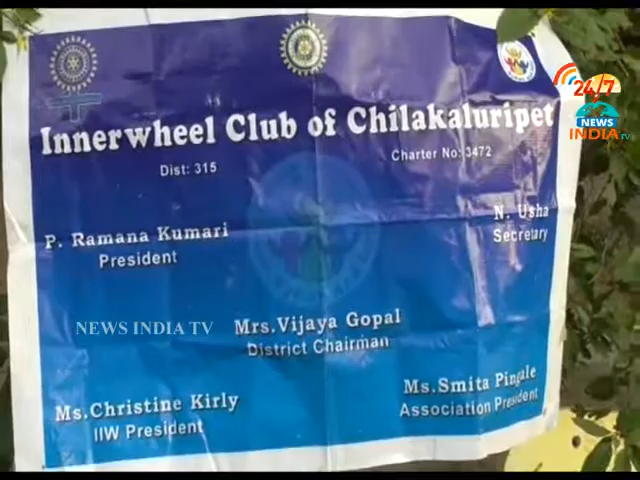 Innerwheel Club of Chilakaluripet
Dist: 315
Charter No: 3472
P. Ramana Kumari
President
N. Usha
Secretary
Mrs.Vijaya Gopal
District Chairman
Ms.Christine Kirly
IIW President
Ms.Smita Pingale
Association President
NEWS INDIA TV
24/7
NEWS
INDIA TV